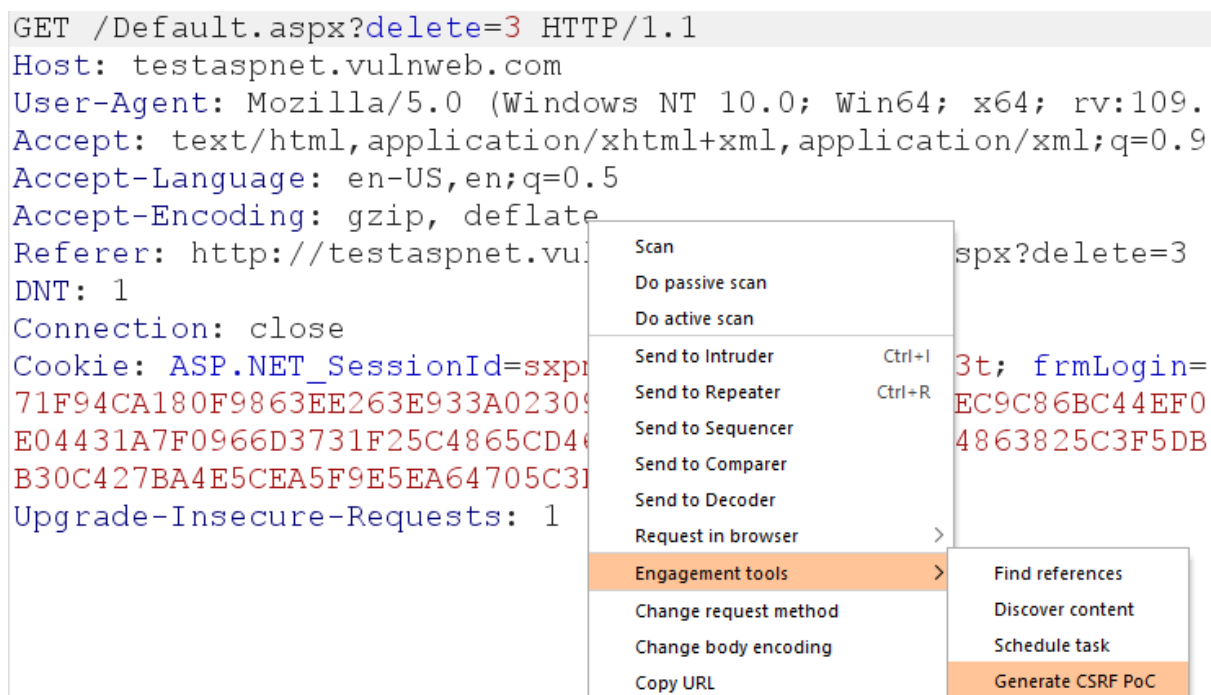 GET /Default.aspx?delete=3 HTTP/1.1
Host: testaspnet.vulnweb.com
User-Agent: Mozilla/5.0 (Windows NT 10.0; Win64; x64; rv:109.
Accept: text/html,application/xhtml+xml,application/xml;q=0.9
Accept-Language: en-US,en;q=0.5
Accept-Encoding: gzip, deflate
Referer: http://testaspnet.vul spx?delete=3
DNT: 1
Connection: close
Cookie: ASP.NET_SessionId=sxpn 3t; frmLogin=
71F94CA180F9863EE263E933A02309 EC9C86BC44EF0
E04431A7F0966D3731F25C4865CD46 4863825C3F5DB
B30C427BA4E5CEA5F9E5EA64705C3
Upgrade-Insecure-Requests: 1
Scan
Do passive scan
Do active scan
Send to Intruder Ctrl+I
Send to Repeater Ctrl+R
Send to Sequencer
Send to Comparer
Send to Decoder
Request in browser >
Engagement tools >
Change request method
Change body encoding
Copy URL
Find references
Discover content
Schedule task
Generate CSRF PoC